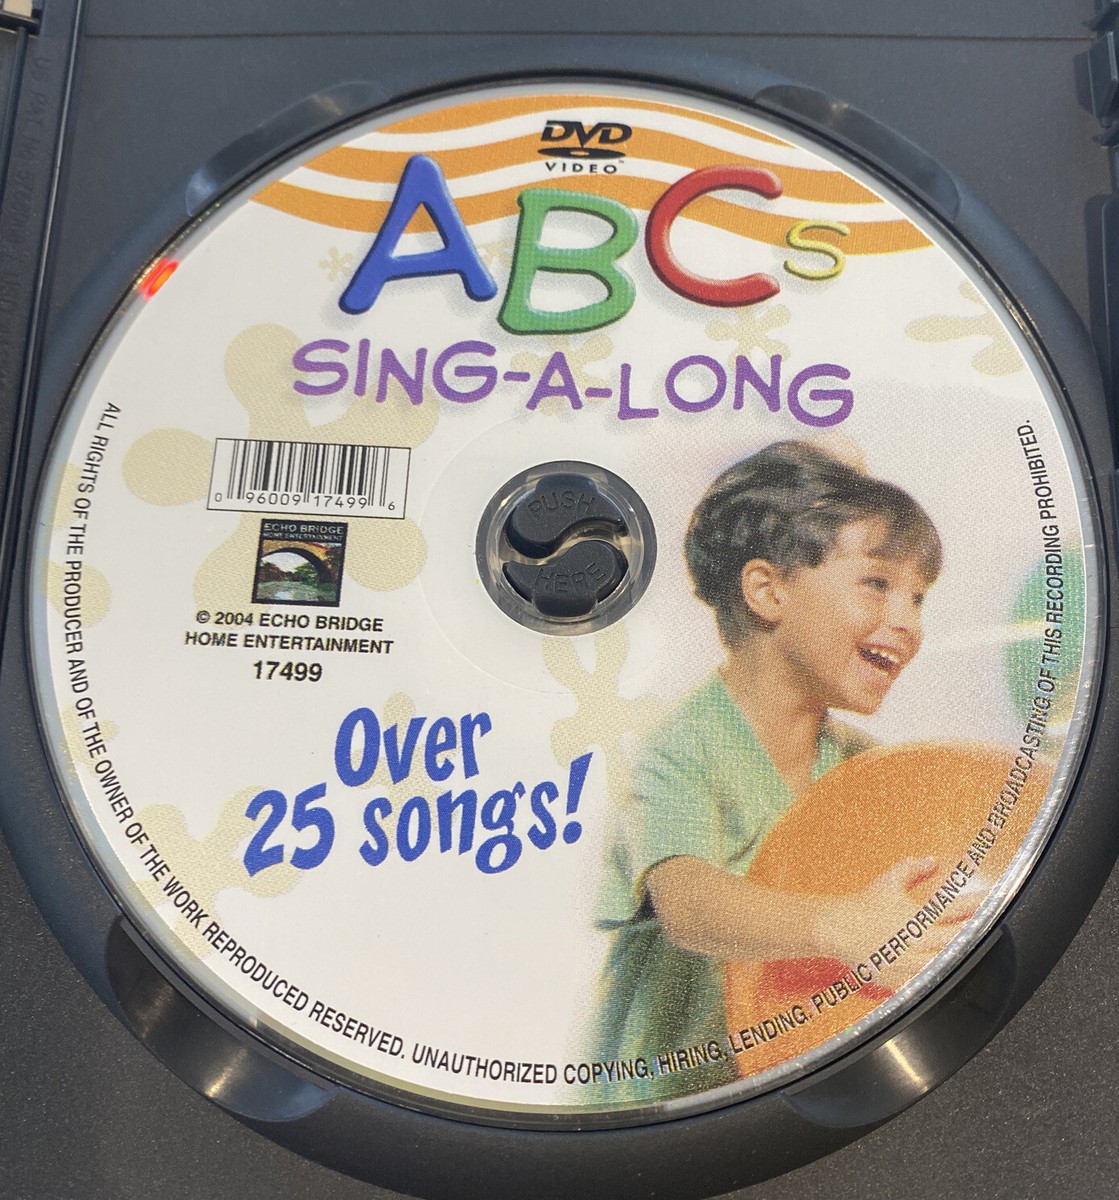 DVD
VIDEO™
ABCs
SING-A-LONG
0 96009 17499 6
ECHO BRIDGE
HOME ENTERTAINMENT
© 2004 ECHO BRIDGE
HOME ENTERTAINMENT
17499
PUSH
HERE
Over
25 songs!
ALL RIGHTS OF THE PRODUCER AND OF THE OWNER OF THE WORK REPRODUCED RESERVED. UNAUTHORIZED COPYING, HIRING, LENDING, PUBLIC PERFORMANCE AND BROADCASTING OF THIS RECORDING PROHIBITED.